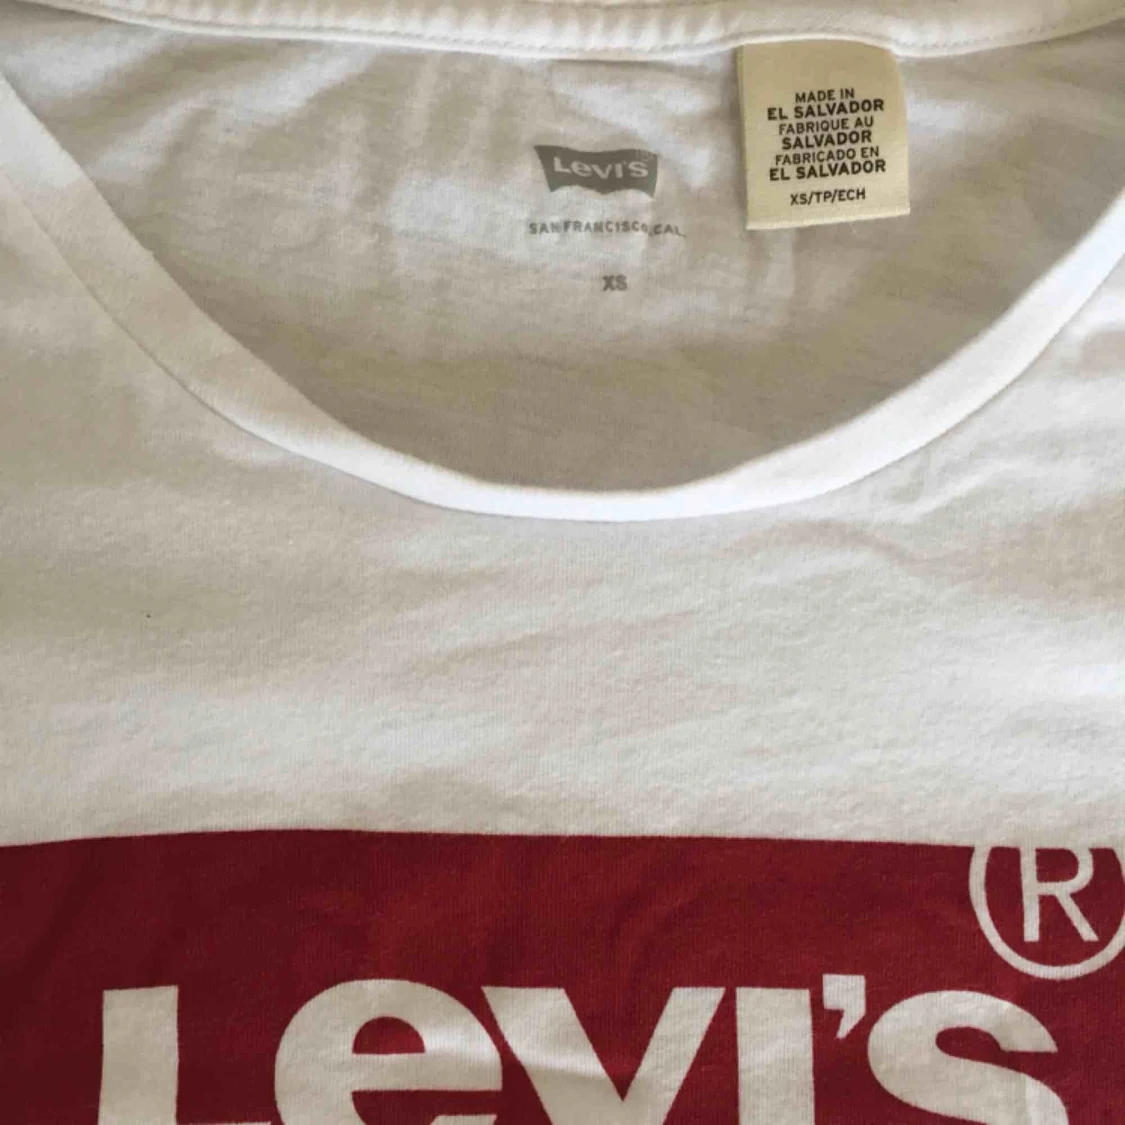 MADE IN
EL SALVADOR
FABRIQUE AU
SALVADOR
FABRICADO EN
EL SALVADOR
XS/TP/ECH
Levi's®
SAN FRANCISCO, CAL.
XS
®
Levi's